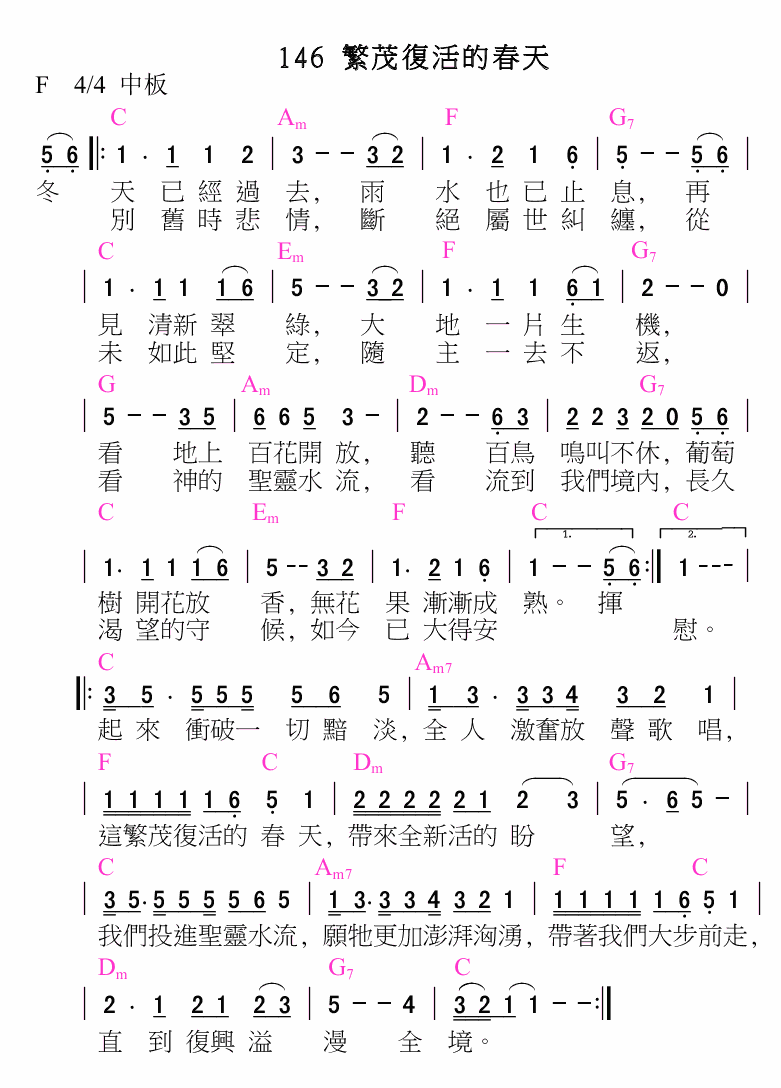 146 繁茂復活的春天
F 4/4 中板
C Am F G7
5 6 ‖: 1 · 1 1 2 | 3 - - 3 2 | 1 · 2 1 6 | 5 - - 5 6 |
冬 天 已 經 過 去, 雨 水 也 已 止 息, 再
別 舊 時 悲 情, 斷 絕 屬 世 糾 纏, 從
C Em F G7
| 1 · 1 1 1 6 | 5 - - 3 2 | 1 · 1 1 6 1 | 2 - - 0 |
見 清新 翠 綠, 大 地 一 片 生 機,
未 如此 堅 定, 隨 主 一 去 不 返,
G Am Dm G7
| 5 - - 3 5 | 6 6 5 3 - | 2 - - 6 3 | 2 2 3 2 0 5 6 |
看 地上 百花開 放, 聽 百鳥 鳴叫不休, 葡萄
看 神的 聖靈水 流, 看 流到 我們境內, 長久
C Em F C C
1. 2.
| 1· 1 1 1 6 | 5 -- 3 2 | 1· 2 1 6 | 1 - - 5 6 :‖ 1 --- |
樹 開花放 香, 無花 果 漸漸成 熟。 揮
渴 望的守 候, 如今 已 大得安 慰。
C Am7
‖: 3 5 · 5 5 5 5 6 5 | 1 3 · 3 3 4 3 2 1 |
起 來 衝破一 切 黯 淡, 全 人 激奮放 聲 歌 唱,
F C Dm G7
| 1 1 1 1 1 6 5 1 | 2 2 2 2 2 1 2 3 | 5 · 6 5 - |
這繁茂復活的 春 天, 帶來全新活的 盼 望,
C Am7 F C
| 3 5· 5 5 5 5 6 5 | 1 3· 3 3 4 3 2 1 | 1 1 1 1 1 6 5 1 |
我們投進聖靈水流, 願牠更加澎湃洶湧, 帶著我們大步前走,
Dm G7 C
| 2 · 1 2 1 2 3 | 5 - - 4 | 3 2 1 1 - - :‖
直 到 復興 溢 漫 全 境。